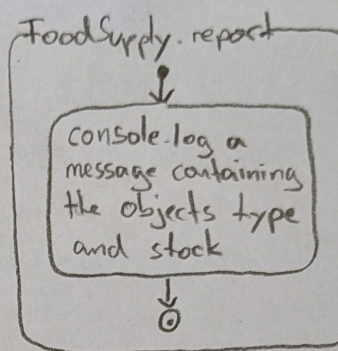 FoodSupply.report
console.log a
message containing
the objects type
and stock